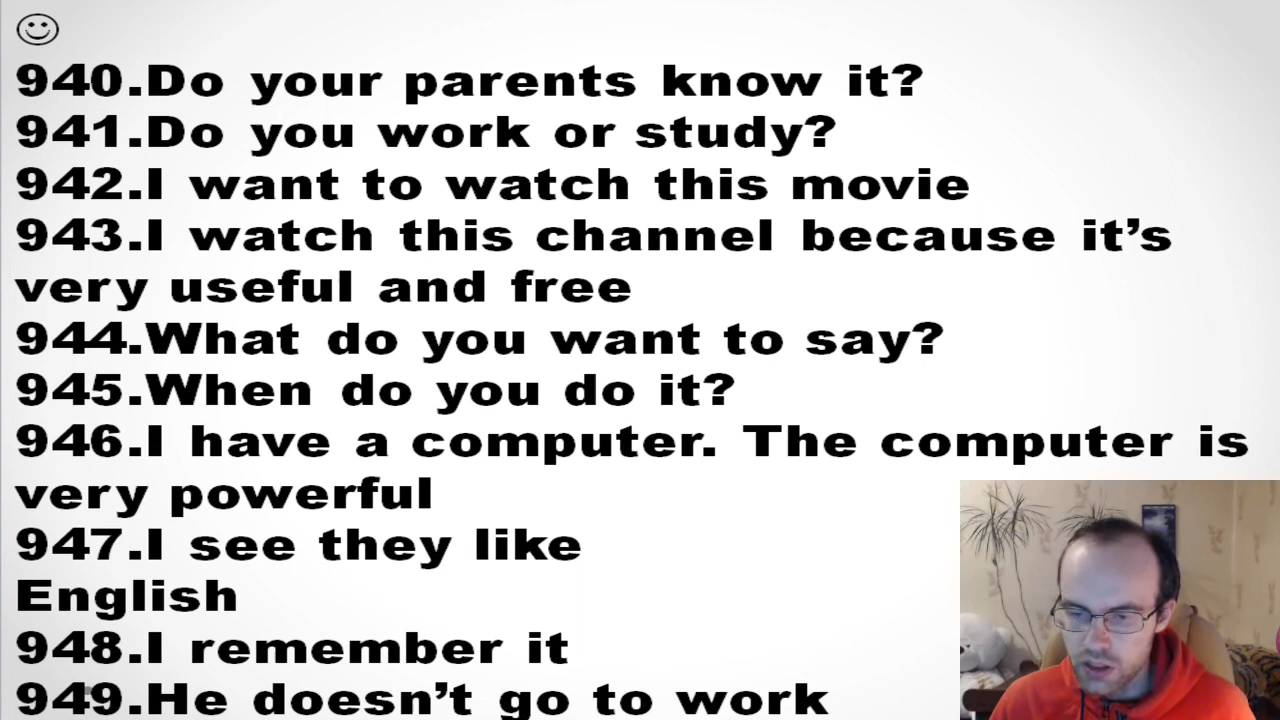 940.Do your parents know it?
941.Do you work or study?
942.I want to watch this movie
943.I watch this channel because it’s
very useful and free
944.What do you want to say?
945.When do you do it?
946.I have a computer. The computer is
very powerful
947.I see they like
English
948.I remember it
949.He doesn’t go to work